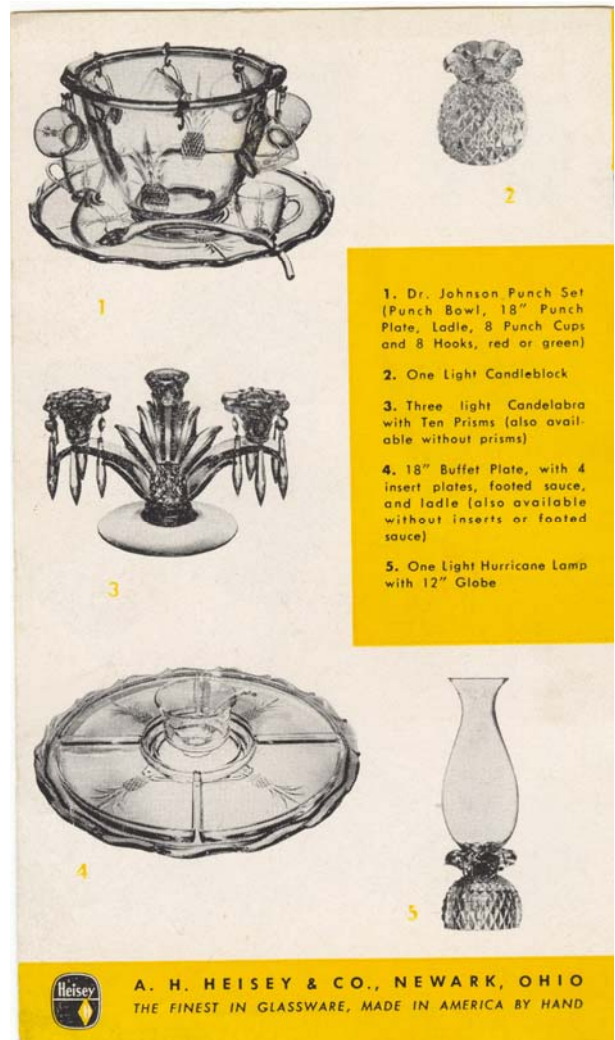 1
2
1. Dr. Johnson Punch Set
(Punch Bowl, 18" Punch
Plate, Ladle, 8 Punch Cups
and 8 Hooks, red or green)
2. One Light Candleblock
3. Three light Candelabra
with Ten Prisms (also avail-
able without prisms)
4. 18" Buffet Plate, with 4
insert plates, footed sauce,
and ladle (also available
without inserts or footed
sauce)
5. One Light Hurricane Lamp
with 12" Globe
3
4
5
Heisey
A. H. HEISEY & CO., NEWARK, OHIO
THE FINEST IN GLASSWARE, MADE IN AMERICA BY HAND